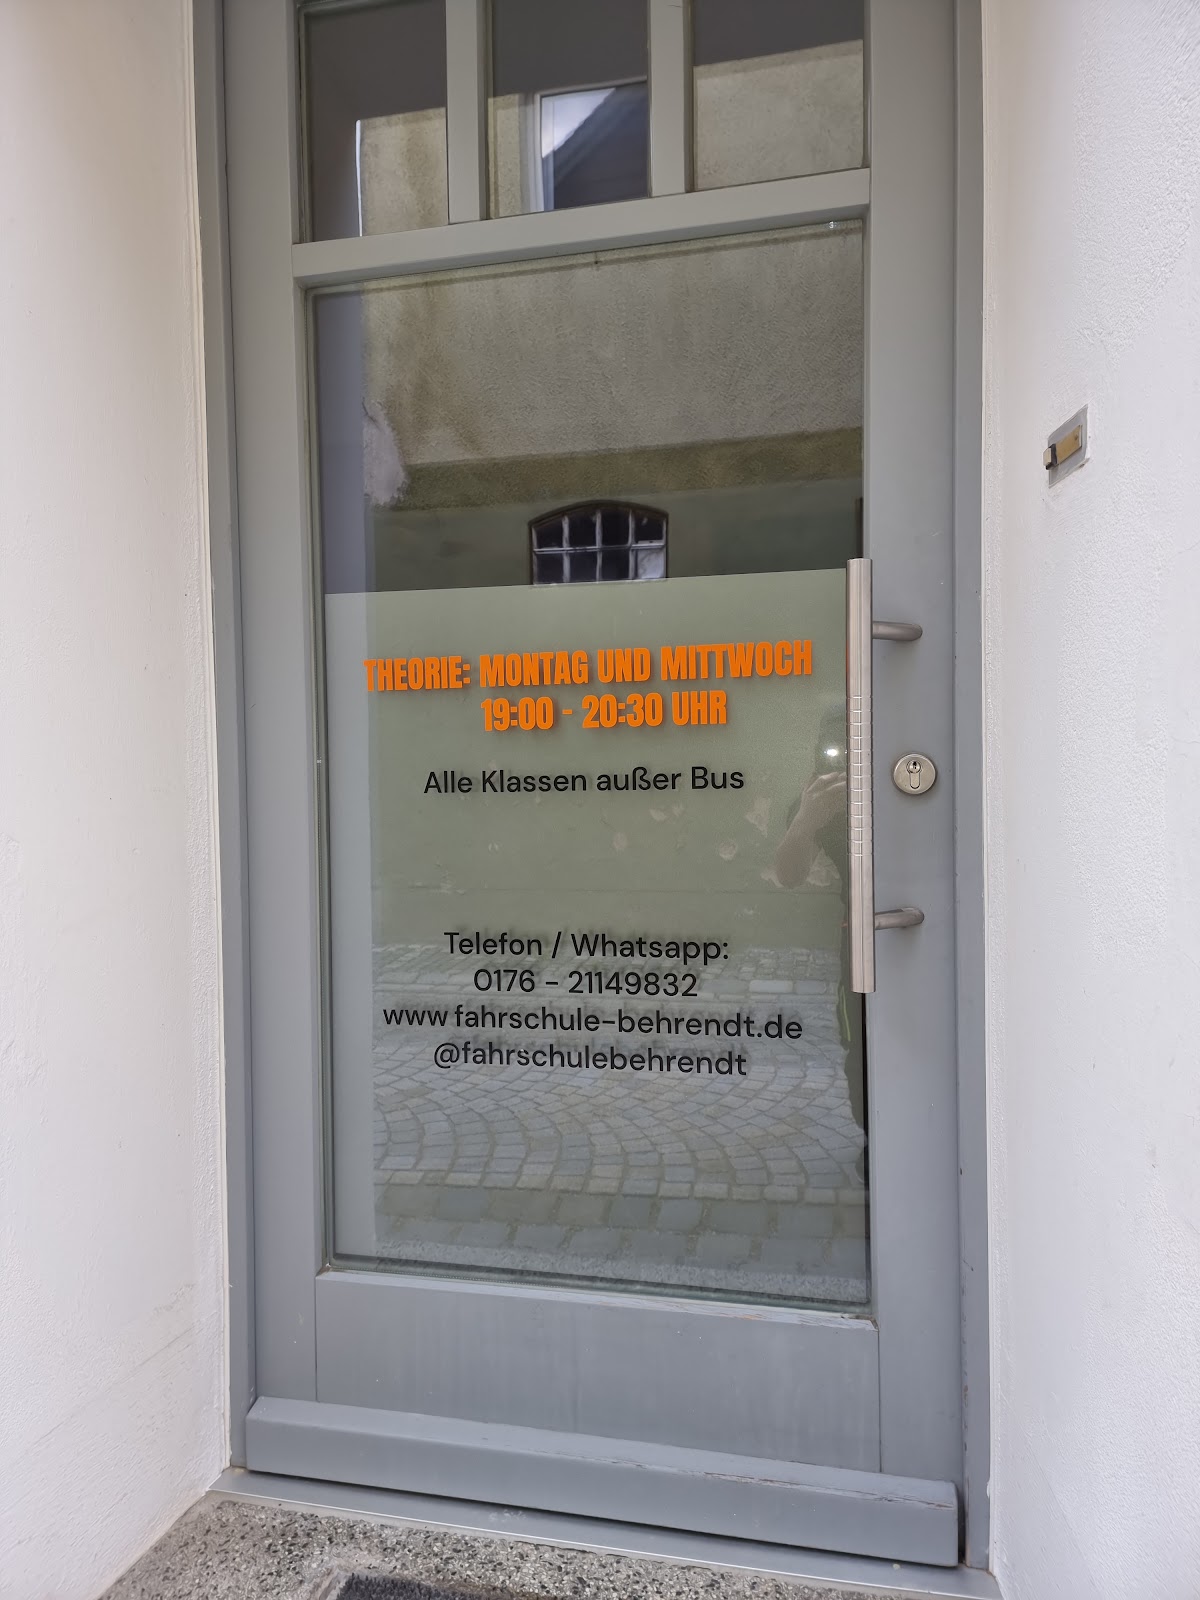 THEORIE: MONTAG UND MITTWOCH
19:00 - 20:30 UHR
Alle Klassen außer Bus
Telefon / Whatsapp:
0176 - 21149832
www.fahrschule-behrendt.de
@fahrschulebehrendt